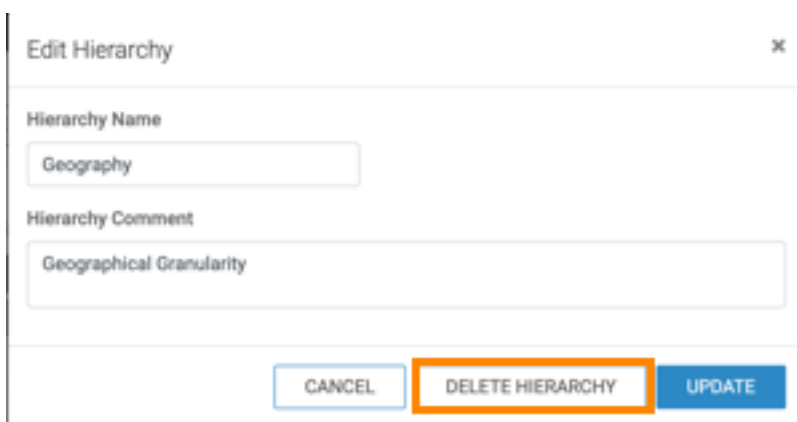 Edit Hierarchy ×
Hierarchy Name
Geography
Hierarchy Comment
Geographical Granularity
CANCEL DELETE HIERARCHY UPDATE